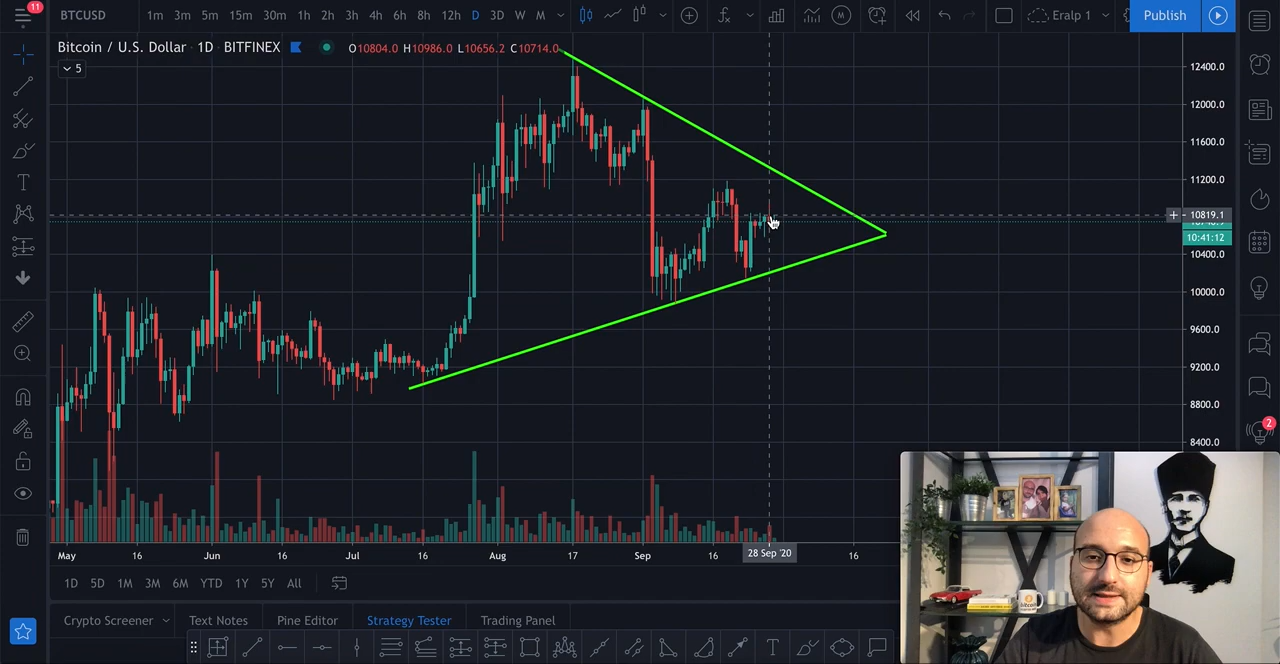 11
BTCUSD
1m 3m 5m 15m 30m 1h 2h 3h 4h 6h 8h 12h D 3D W M
Eralp 1
Publish
Bitcoin / U.S. Dollar · 1D · BITFINEX O10804.0 H10986.0 L10656.2 C10714.0
5
12400.0
12000.0
11600.0
11200.0
10819.1
10:41:12
10400.0
10000.0
9600.0
9200.0
8800.0
8400.0
2
May 16 Jun 16 Jul 16 Aug 17 Sep 16 28 Sep '20 16
1D 5D 1M 3M 6M YTD 1Y 5Y All
Crypto Screener Text Notes Pine Editor Strategy Tester Trading Panel
bitcoin